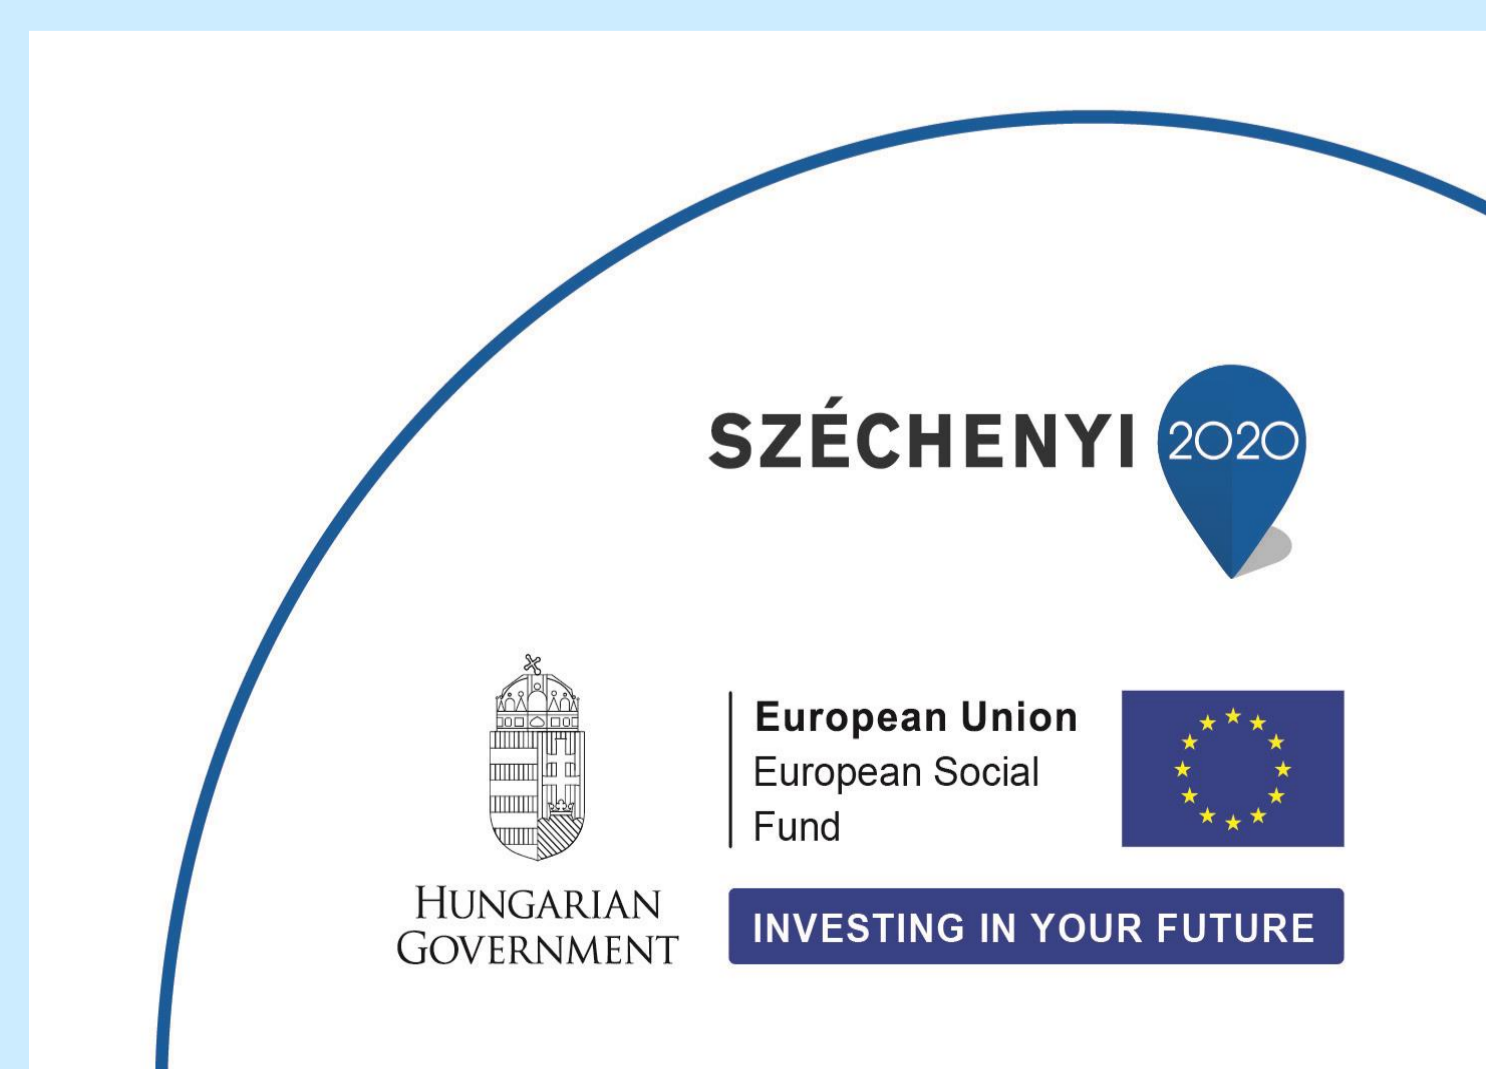 SZÉCHENYI 2020
European Union
European Social
Fund
HUNGARIAN
GOVERNMENT
INVESTING IN YOUR FUTURE